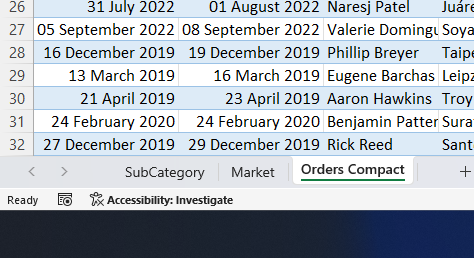 26 31 July 2022 01 August 2022 Naresj Patel Juáre
27 05 September 2022 08 September 2022 Valerie Domingu Soya
28 16 December 2019 19 December 2019 Phillip Breyer Taipe
29 13 March 2019 16 March 2019 Eugene Barchas Leipz
30 21 April 2019 23 April 2019 Aaron Hawkins Troy
31 24 February 2020 24 February 2020 Benjamin Patter Sura
32 27 December 2019 29 December 2019 Rick Reed Sant
SubCategory Market Orders Compact +
Ready Accessibility: Investigate